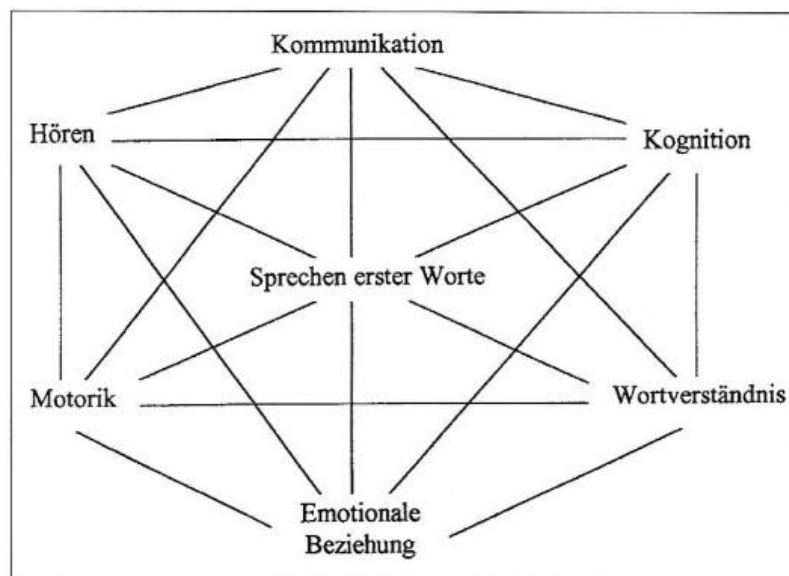 Kommunikation
Hören
Kognition
Sprechen erster Worte
Motorik
Wortverständnis
Emotionale
Beziehung